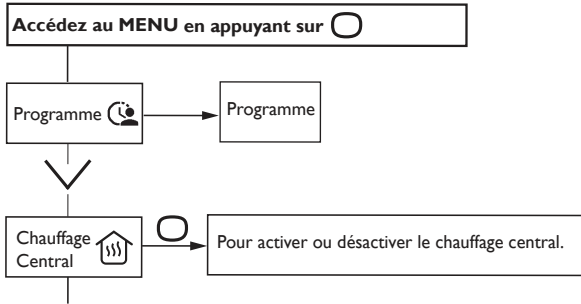 Accédez au MENU en appuyant sur
Programme
Programme
Chauffage
Central
Pour activer ou désactiver le chauffage central.